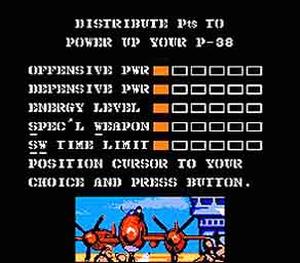 DISTRIBUTE Pts TO
POWER UP YOUR P-38
OFFENSIVE PWR
DEFENSIVE PWR
ENERGY LEVEL
SPEC'L WEAPON
SW TIME LIMIT
POSITION CURSOR TO YOUR
CHOICE AND PRESS BUTTON.